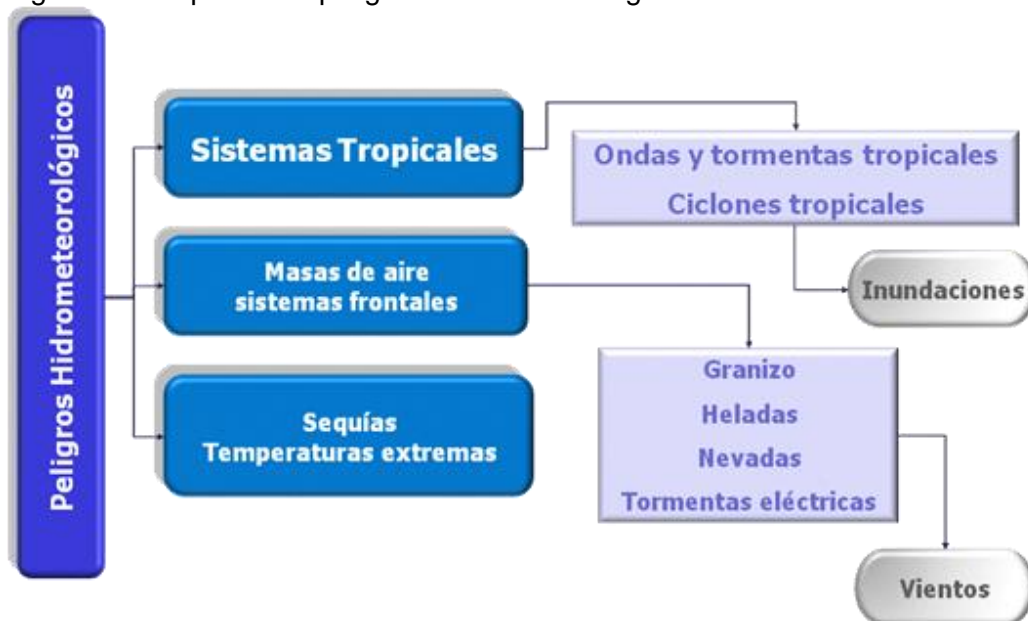 Peligros Hidrometeorológicos
Sistemas Tropicales
Ondas y tormentas tropicales
Ciclones tropicales
Inundaciones
Masas de aire
sistemas frontales
Granizo
Heladas
Nevadas
Tormentas eléctricas
Vientos
Sequías
Temperaturas extremas